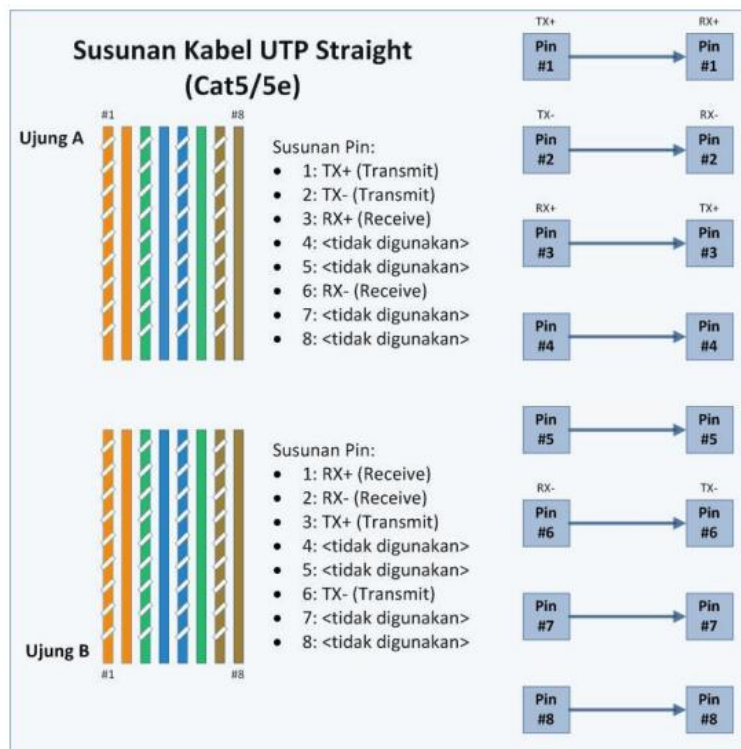 Susunan Kabel UTP Straight
(Cat5/5e)
#1
#8
Ujung A
Susunan Pin:
• 1: TX+ (Transmit)
• 2: TX- (Transmit)
• 3: RX+ (Receive)
• 4: <tidak digunakan>
• 5: <tidak digunakan>
• 6: RX- (Receive)
• 7: <tidak digunakan>
• 8: <tidak digunakan>
Susunan Pin:
• 1: RX+ (Receive)
• 2: RX- (Receive)
• 3: TX+ (Transmit)
• 4: <tidak digunakan>
• 5: <tidak digunakan>
• 6: TX- (Transmit)
• 7: <tidak digunakan>
• 8: <tidak digunakan>
Ujung B
#1
#8
TX+
RX+
Pin
#1
Pin
#1
TX-
RX-
Pin
#2
Pin
#2
RX+
TX+
Pin
#3
Pin
#3
Pin
#4
Pin
#4
Pin
#5
Pin
#5
RX-
TX-
Pin
#6
Pin
#6
Pin
#7
Pin
#7
Pin
#8
Pin
#8